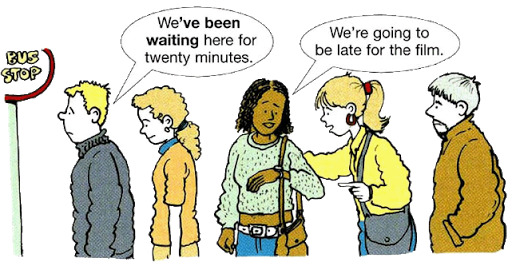 BUS
STOP
We've been
waiting here for
twenty minutes.
We're going to
be late for the film.